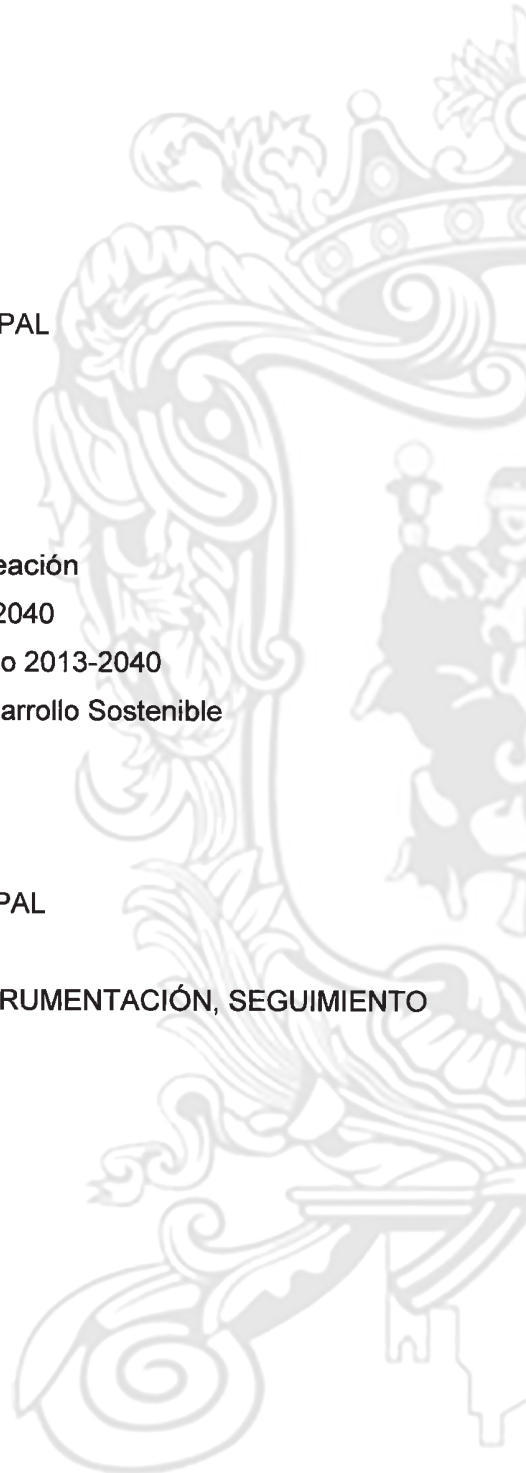 PAL
eación
2040
o 2013-2040
arrollo Sostenible
PAL
RUMENTACIÓN, SEGUIMIENTO